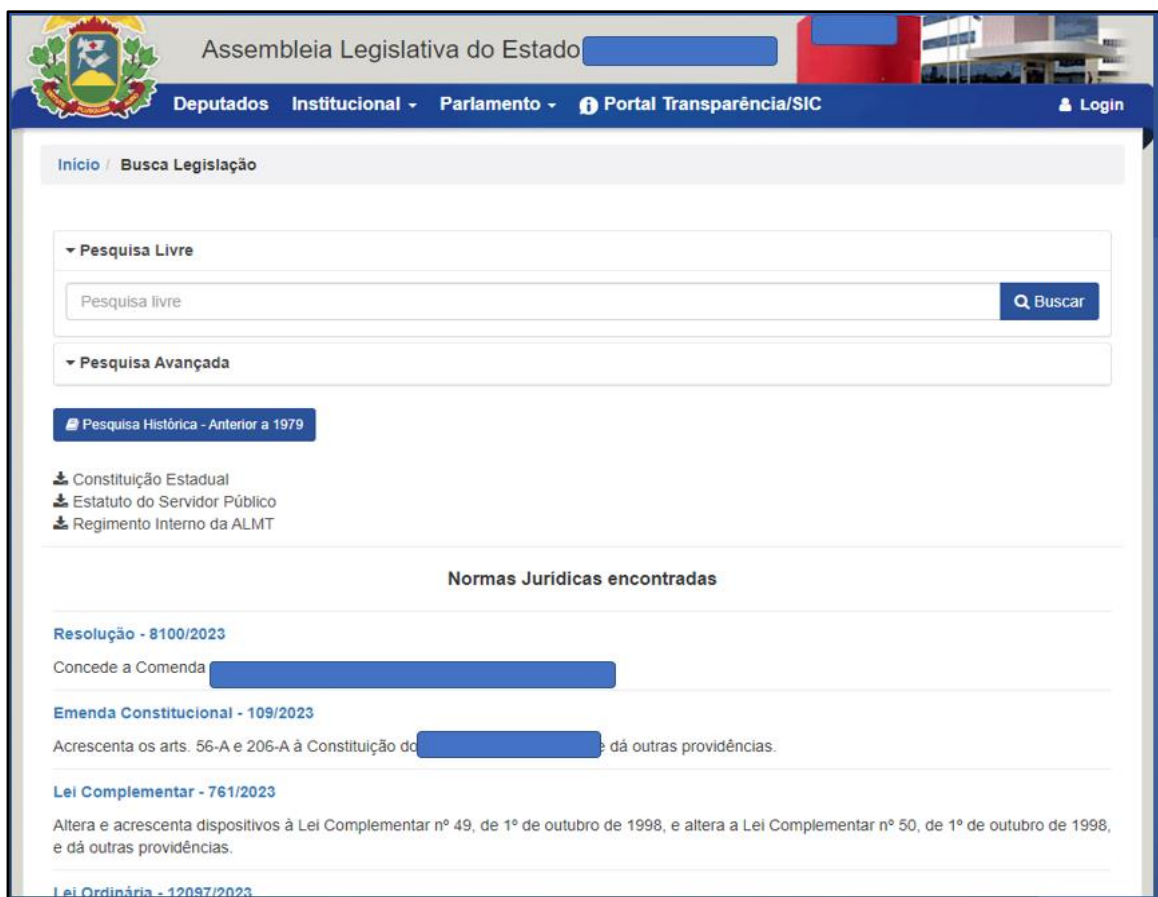 Assembleia Legislativa do Estado
Deputados Institucional Parlamento Portal Transparência/SIC Login
Início / Busca Legislação
Pesquisa Livre
Pesquisa livre Buscar
Pesquisa Avançada
Pesquisa Histórica - Anterior a 1979
Constituição Estadual
Estatuto do Servidor Público
Regimento Interno da ALMT
Normas Jurídicas encontradas
Resolução - 8100/2023
Concede a Comenda
Emenda Constitucional - 109/2023
Acrescenta os arts. 56-A e 206-A à Constituição do e dá outras providências.
Lei Complementar - 761/2023
Altera e acrescenta dispositivos à Lei Complementar nº 49, de 1º de outubro de 1998, e altera a Lei Complementar nº 50, de 1º de outubro de 1998,
e dá outras providências.
Lei Ordinária - 12097/2023